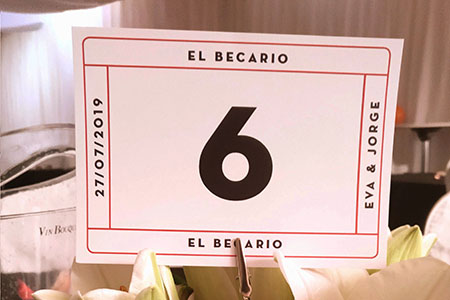 EL BECARIO
27/07/2019
6
EVA & JORGE
EL BECARIO